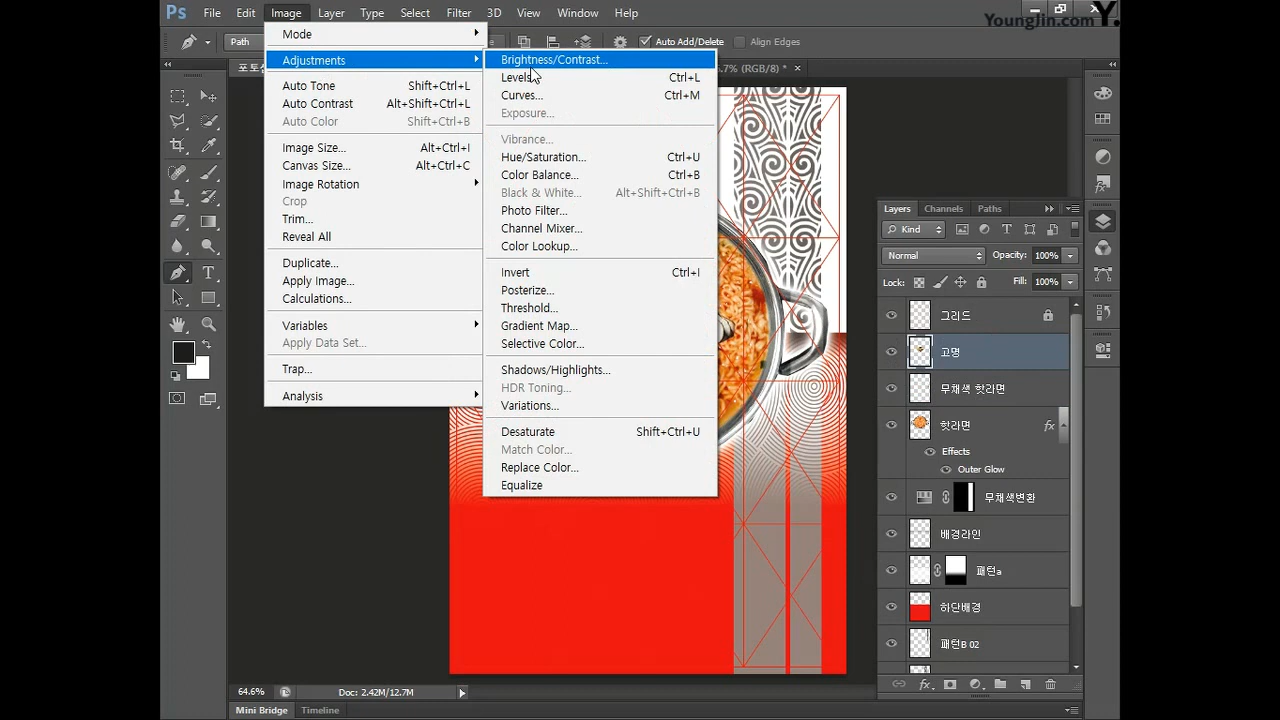 Ps File Edit Image Layer Type Select Filter 3D View Window Help
YoungJin.com Y.
Path
Auto Add/Delete Align Edges
.7% (RGB/8) * ×
Mode
Adjustments
Auto Tone Shift+Ctrl+L
Auto Contrast Alt+Shift+Ctrl+L
Auto Color Shift+Ctrl+B
Image Size... Alt+Ctrl+I
Canvas Size... Alt+Ctrl+C
Image Rotation
Crop
Trim...
Reveal All
Duplicate...
Apply Image...
Calculations...
Variables
Apply Data Set...
Trap...
Analysis
Brightness/Contrast...
Levels... Ctrl+L
Curves... Ctrl+M
Exposure...
Vibrance...
Hue/Saturation... Ctrl+U
Color Balance... Ctrl+B
Black & White... Alt+Shift+Ctrl+B
Photo Filter...
Channel Mixer...
Color Lookup...
Invert Ctrl+I
Posterize...
Threshold...
Gradient Map...
Selective Color...
Shadows/Highlights...
HDR Toning...
Variations...
Desaturate Shift+Ctrl+U
Match Color...
Replace Color...
Equalize
Layers Channels Paths
Kind
Normal Opacity: 100%
Lock: Fill: 100%
그리드
고명
무채색 핫라면
핫라면 fx
Effects
Outer Glow
무채색변환
배경라인
패턴a
하단배경
패턴B 02
64.6% Doc: 2.42M/12.7M
Mini Bridge Timeline